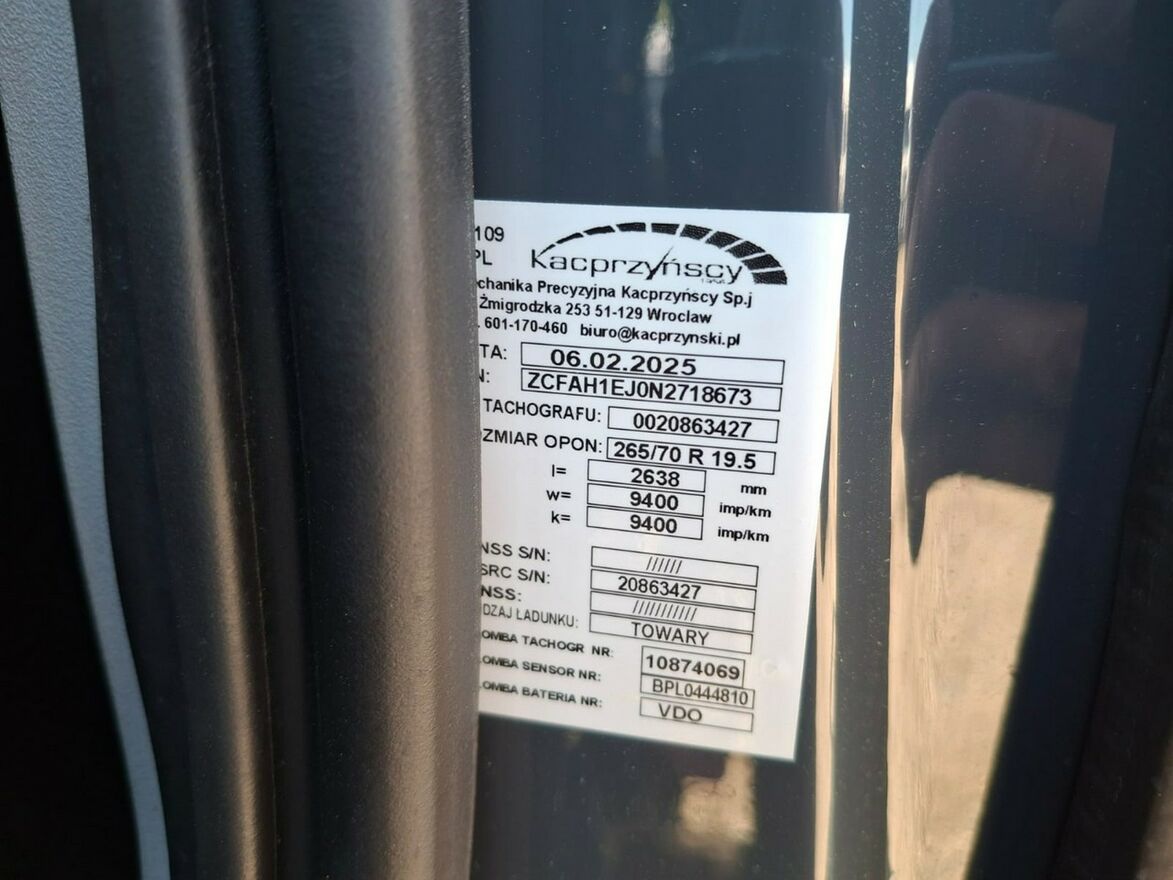 109
PL
Kacprzyńscy
chanika Precyzyjna Kacprzyńscy Sp.j
Żmigrodzka 253 51-129 Wroclaw
. 601-170-460 biuro@kacprzynski.pl
TA: 06.02.2025
N: ZCFAH1EJ0N2718673
TACHOGRAFU: 0020863427
ZMIAR OPON: 265/70 R 19.5
l= 2638 mm
w= 9400 imp/km
k= 9400 imp/km
NSS S/N: //////
SRC S/N: 20863427
NSS: ///////////
DZAJ ŁADUNKU: TOWARY
OMBA TACHOGR NR: 10874069
OMBA SENSOR NR: BPL0444810
OMBA BATERIA NR: VDO